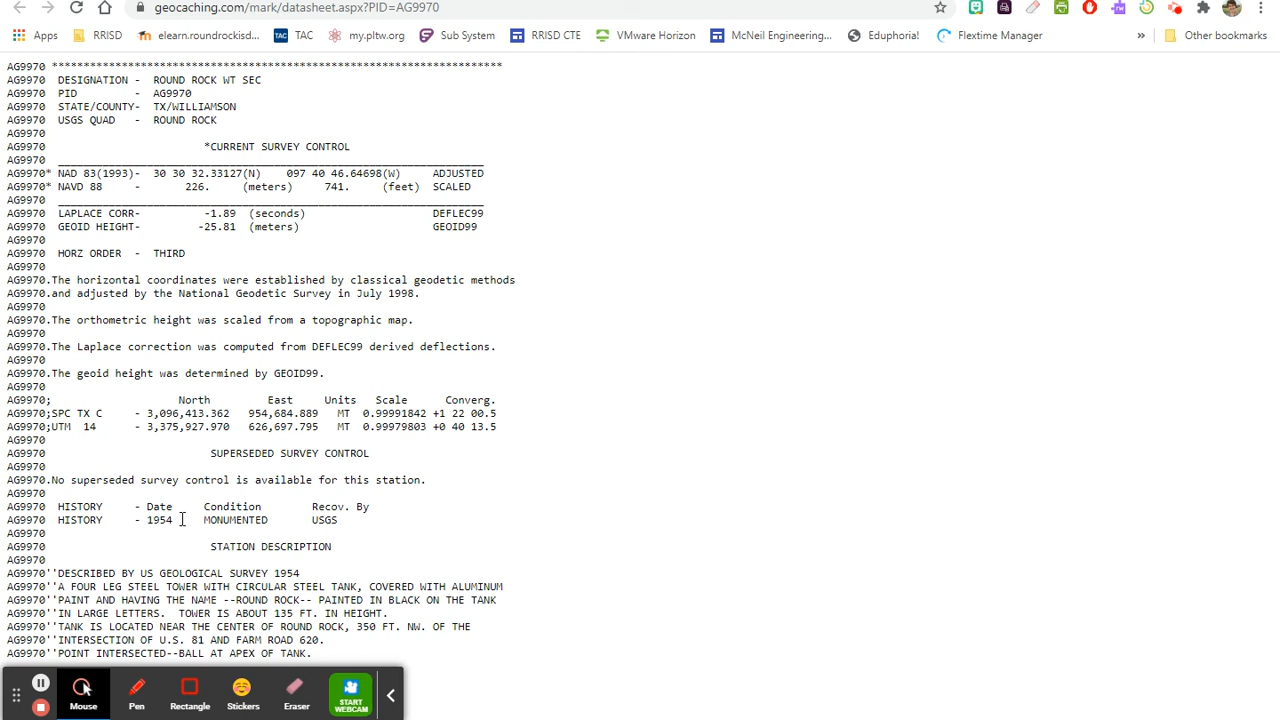 geocaching.com/mark/datasheet.aspx?PID=AG9970
Apps RRISD elearn.roundrockisd... TAC TAC my.pltw.org Sub System RRISD CTE VMware Horizon McNeil Engineering... Eduphoria! Flextime Manager » Other bookmarks
AG9970 ***********************************************************************
AG9970  DESIGNATION -  ROUND ROCK WT SEC
AG9970  PID         -  AG9970
AG9970  STATE/COUNTY-  TX/WILLIAMSON
AG9970  USGS QUAD   -  ROUND ROCK
AG9970
AG9970                         *CURRENT SURVEY CONTROL
AG9970  ___________________________________________________________________
AG9970* NAD 83(1993)-  30 30 32.33127(N)    097 40 46.64698(W)     ADJUSTED
AG9970* NAVD 88     -       226.    (meters)     741.    (feet)  SCALED
AG9970  ___________________________________________________________________
AG9970  LAPLACE CORR-          -1.89  (seconds)                    DEFLEC99
AG9970  GEOID HEIGHT-         -25.81  (meters)                     GEOID99
AG9970
AG9970  HORZ ORDER  -  THIRD
AG9970
AG9970.The horizontal coordinates were established by classical geodetic methods
AG9970.and adjusted by the National Geodetic Survey in July 1998.
AG9970
AG9970.The orthometric height was scaled from a topographic map.
AG9970
AG9970.The Laplace correction was computed from DEFLEC99 derived deflections.
AG9970
AG9970.The geoid height was determined by GEOID99.
AG9970
AG9970;                    North         East     Units  Scale      Converg.
AG9970;SPC TX C     - 3,096,413.362   954,684.889   MT  0.99991842  +1 22 00.5
AG9970;UTM  14      - 3,375,927.970   626,697.795   MT  0.99979803  +0 40 13.5
AG9970
AG9970                          SUPERSEDED SURVEY CONTROL
AG9970
AG9970.No superseded survey control is available for this station.
AG9970
AG9970  HISTORY     - Date     Condition        Recov. By
AG9970  HISTORY     - 1954     MONUMENTED       USGS
AG9970
AG9970                          STATION DESCRIPTION
AG9970
AG9970''DESCRIBED BY US GEOLOGICAL SURVEY 1954
AG9970''A FOUR LEG STEEL TOWER WITH CIRCULAR STEEL TANK, COVERED WITH ALUMINUM
AG9970''PAINT AND HAVING THE NAME --ROUND ROCK-- PAINTED IN BLACK ON THE TANK
AG9970''IN LARGE LETTERS.  TOWER IS ABOUT 135 FT. IN HEIGHT.
AG9970''TANK IS LOCATED NEAR THE CENTER OF ROUND ROCK, 350 FT. NW. OF THE
AG9970''INTERSECTION OF U.S. 81 AND FARM ROAD 620.
AG9970''POINT INTERSECTED--BALL AT APEX OF TANK.
Mouse Pen Rectangle Stickers Eraser START WEBCAM